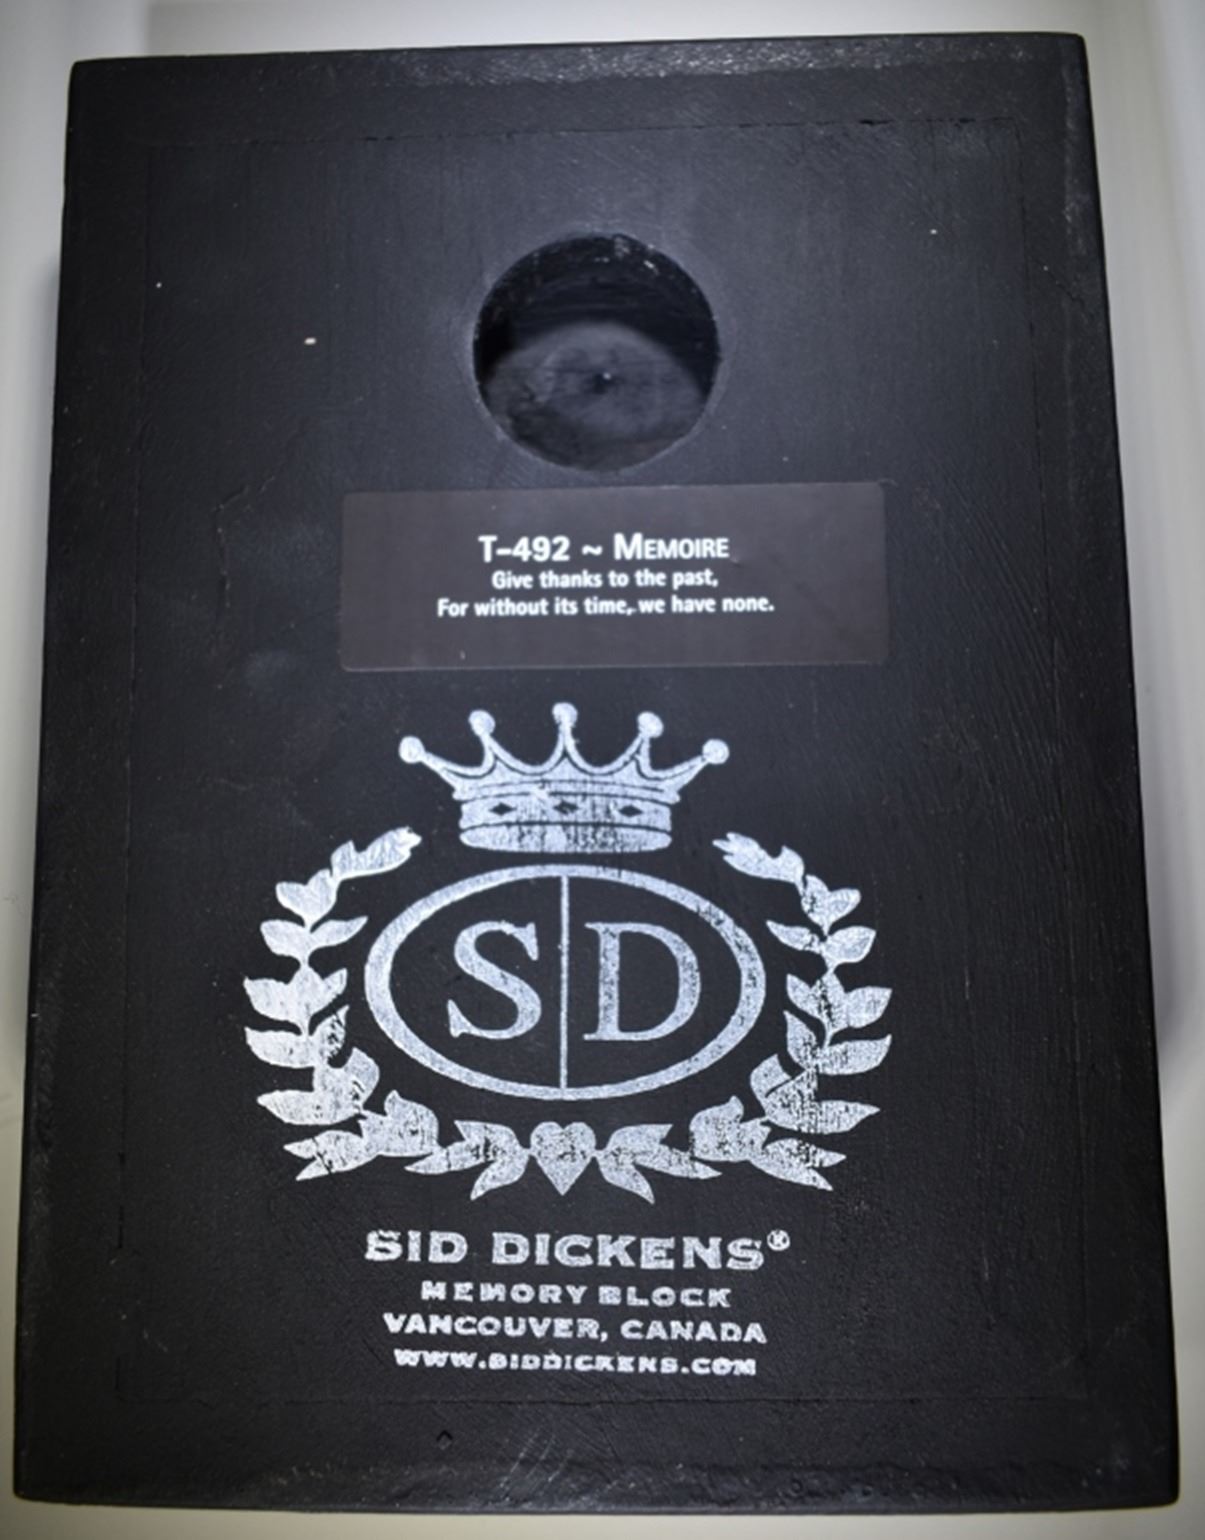 T-492 ~ MEMOIRE
Give thanks to the past,
For without its time, we have none.
S D
SID DICKENS®
MEMORY BLOCK
VANCOUVER, CANADA
WWW.SIDDICKENS.COM